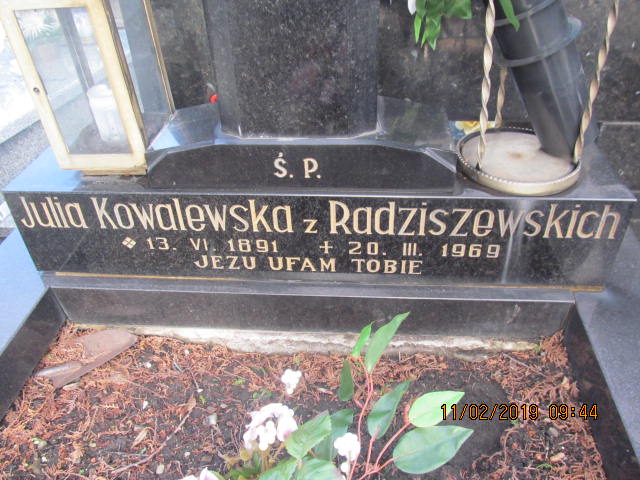 Ś. P.
Julia Kowalewska z Radziszewskich
13. VI. 1891 + 20. III. 1969
JEZU UFAM TOBIE
11/02/2019 09:44